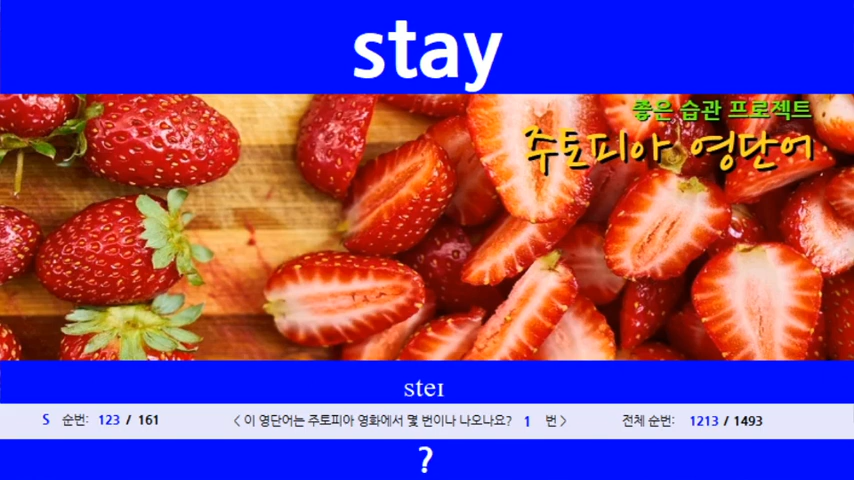 stay
좋은 습관 프로젝트
주토피아 영단어
steɪ
S 순번: 123 / 161 < 이 영단어는 주토피아 영화에서 몇 번이나 나오나요? 1 번 > 전체 순번: 1213 / 1493
?